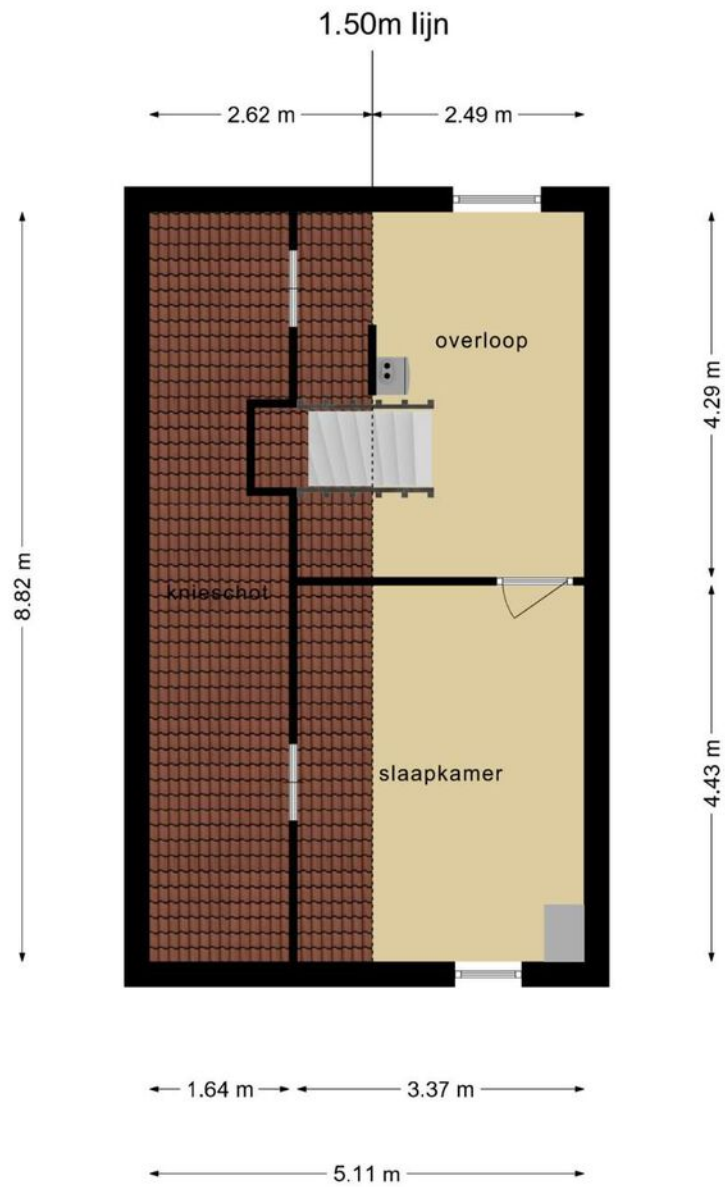 1.50m lijn
2.62 m
2.49 m
overloop
4.29 m
8.82 m
knieschot
slaapkamer
4.43 m
1.64 m
3.37 m
5.11 m